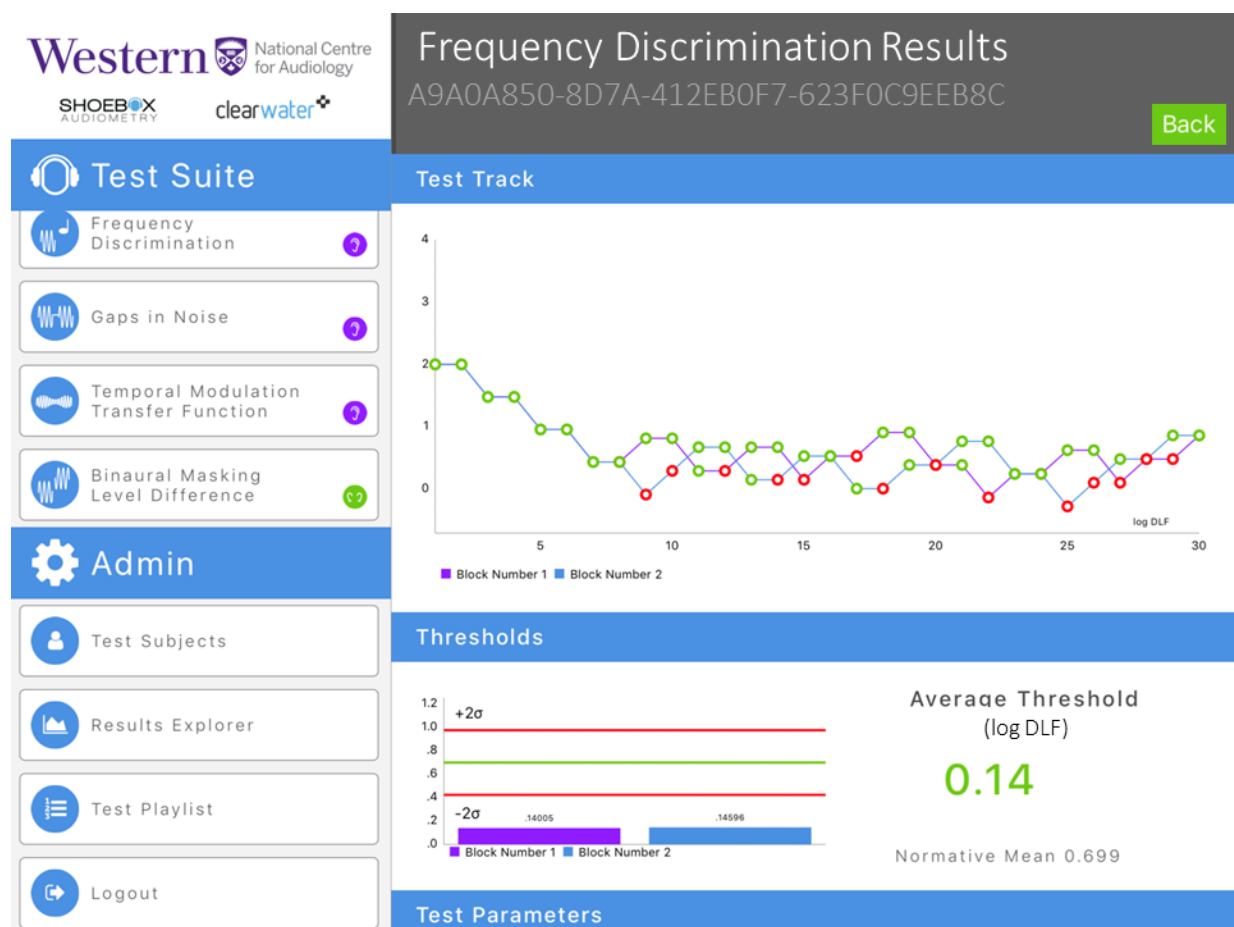 Western
National Centre
for Audiology
SHOEBOX
AUDIOMETRY
clearwater
Test Suite
Frequency
Discrimination
Gaps in Noise
Temporal Modulation
Transfer Function
Binaural Masking
Level Difference
Admin
Test Subjects
Results Explorer
Test Playlist
Logout
Frequency Discrimination Results
A9A0A850-8D7A-412EB0F7-623F0C9EEB8C
Back
Test Track
4
3
2
1
0
log DLF
5 10 15 20 25 30
Block Number 1 Block Number 2
Thresholds
1.2
+2σ
1.0
.8
.6
.4
-2σ
.2
.14005 .14596
.0
Block Number 1 Block Number 2
Average Threshold
(log DLF)
0.14
Normative Mean 0.699
Test Parameters